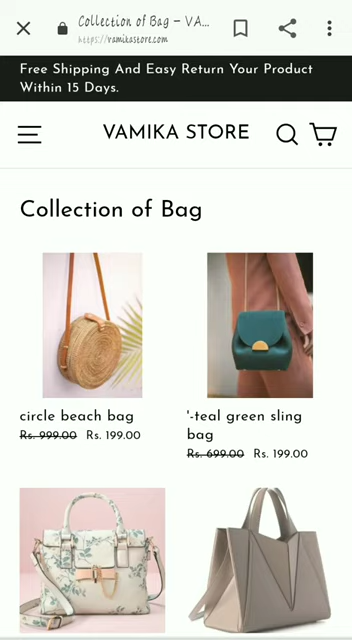 Collection of Bag – VA...
https://vamikastore.com
Free Shipping And Easy Return Your Product
Within 15 Days.
VAMIKA STORE
Collection of Bag
circle beach bag
Rs. 999.00 Rs. 199.00
'-teal green sling
bag
Rs. 699.00 Rs. 199.00